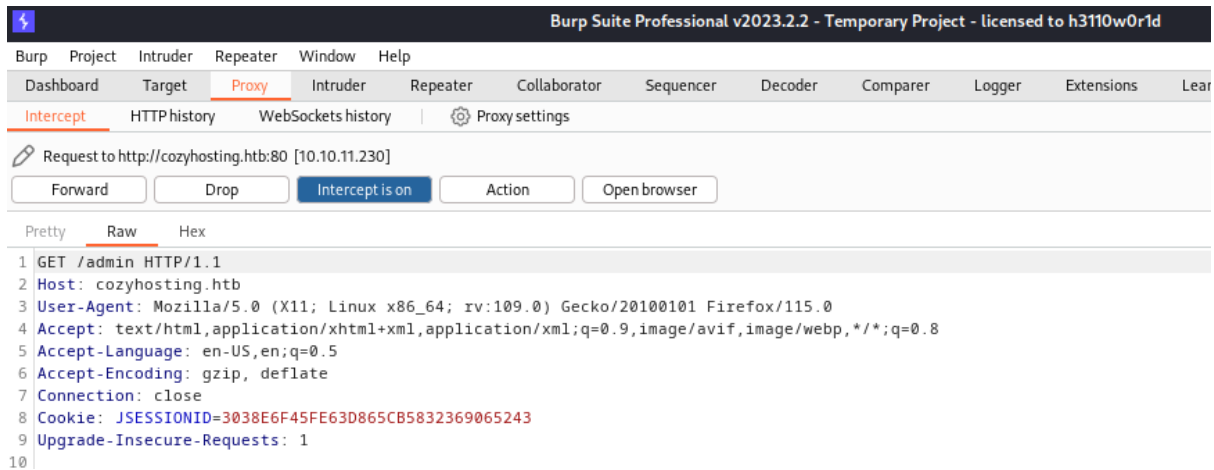 Burp Suite Professional v2023.2.2 - Temporary Project - licensed to h3110w0r1d
Burp Project Intruder Repeater Window Help
Dashboard Target Proxy Intruder Repeater Collaborator Sequencer Decoder Comparer Logger Extensions Lear
Intercept HTTP history WebSockets history Proxy settings
Request to http://cozyhosting.htb:80 [10.10.11.230]
Forward Drop Intercept is on Action Open browser
Pretty Raw Hex
1 GET /admin HTTP/1.1
2 Host: cozyhosting.htb
3 User-Agent: Mozilla/5.0 (X11; Linux x86_64; rv:109.0) Gecko/20100101 Firefox/115.0
4 Accept: text/html,application/xhtml+xml,application/xml;q=0.9,image/avif,image/webp,*/*;q=0.8
5 Accept-Language: en-US,en;q=0.5
6 Accept-Encoding: gzip, deflate
7 Connection: close
8 Cookie: JSESSIONID=3038E6F45FE63D865CB5832369065243
9 Upgrade-Insecure-Requests: 1
10